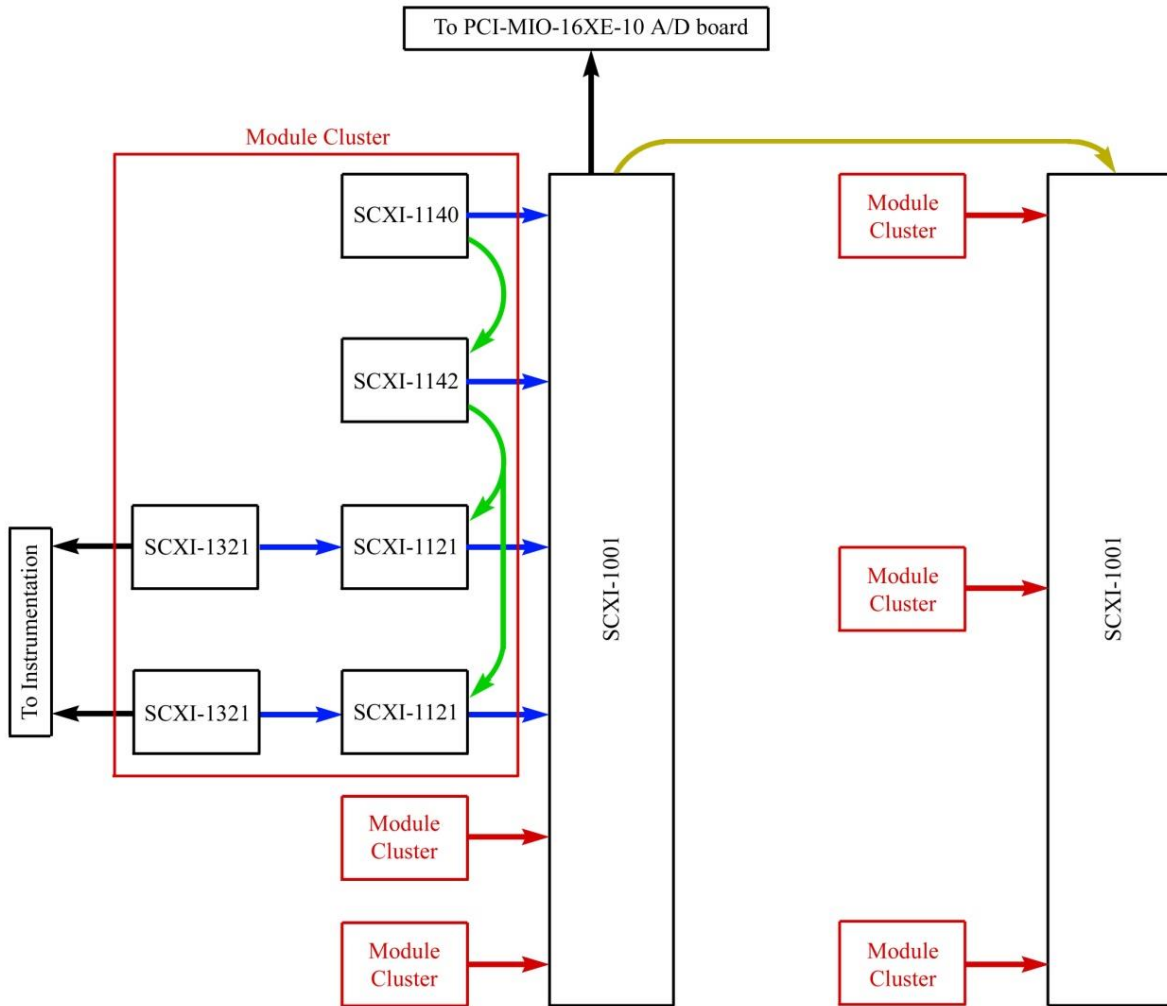 To PCI-MIO-16XE-10 A/D board
Module Cluster
SCXI-1140
SCXI-1142
SCXI-1321
SCXI-1121
SCXI-1321
SCXI-1121
To Instrumentation
Module
Cluster
Module
Cluster
SCXI-1001
Module
Cluster
Module
Cluster
Module
Cluster
SCXI-1001